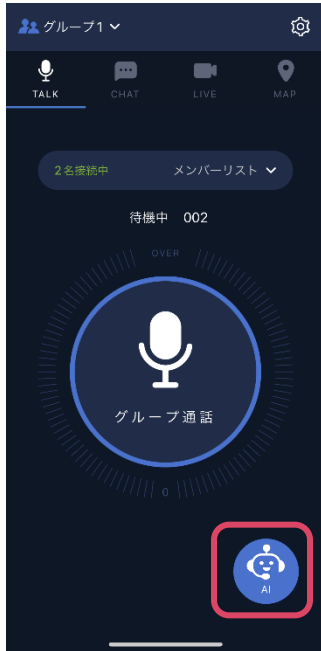 グループ1
TALK
CHAT
LIVE
MAP
2名接続中 メンバーリスト
待機中 002
OVER
グループ通話
0
AI